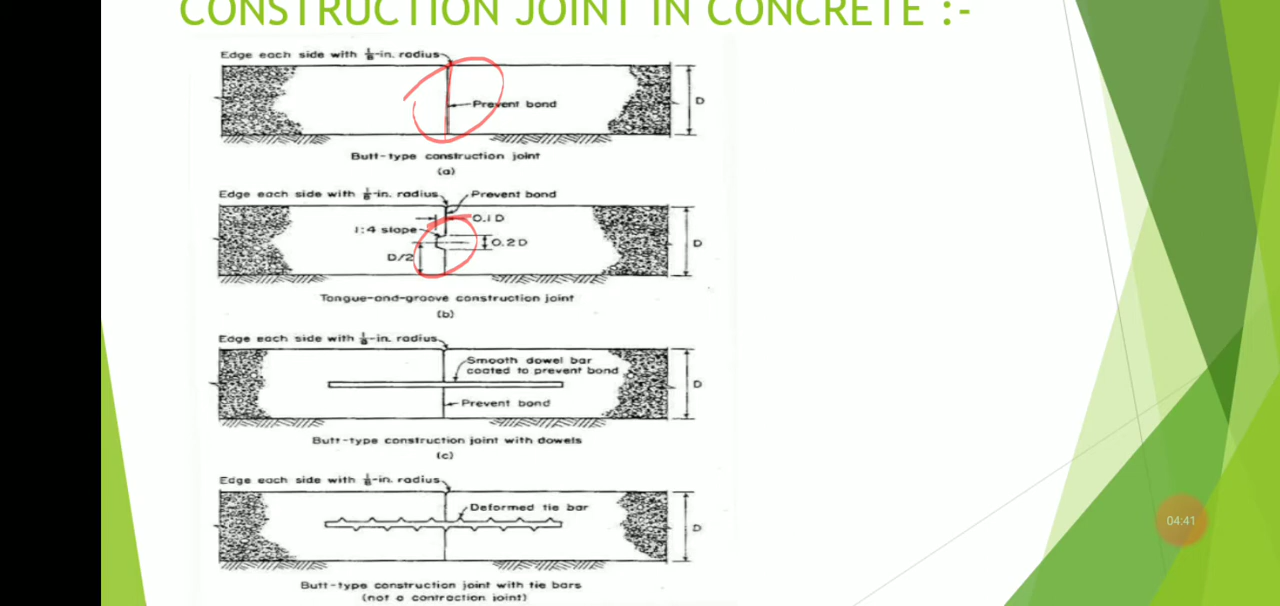 CONSTRUCTION JOINT IN CONCRETE :-
Edge each side with 1/8-in. radius
Prevent bond
D
Butt-type construction joint
(a)
Edge each side with 1/8-in. radius
Prevent bond
0.1 D
1:4 slope
0.2 D
D/2
D
Tongue-and-groove construction joint
(b)
Edge each side with 1/8-in. radius
Smooth dowel bar
coated to prevent bond
D
Prevent bond
Butt-type construction joint with dowels
(c)
Edge each side with 1/8-in. radius
Deformed tie bar
D
Butt-type construction joint with tie bars
(not a contraction joint)
04:41